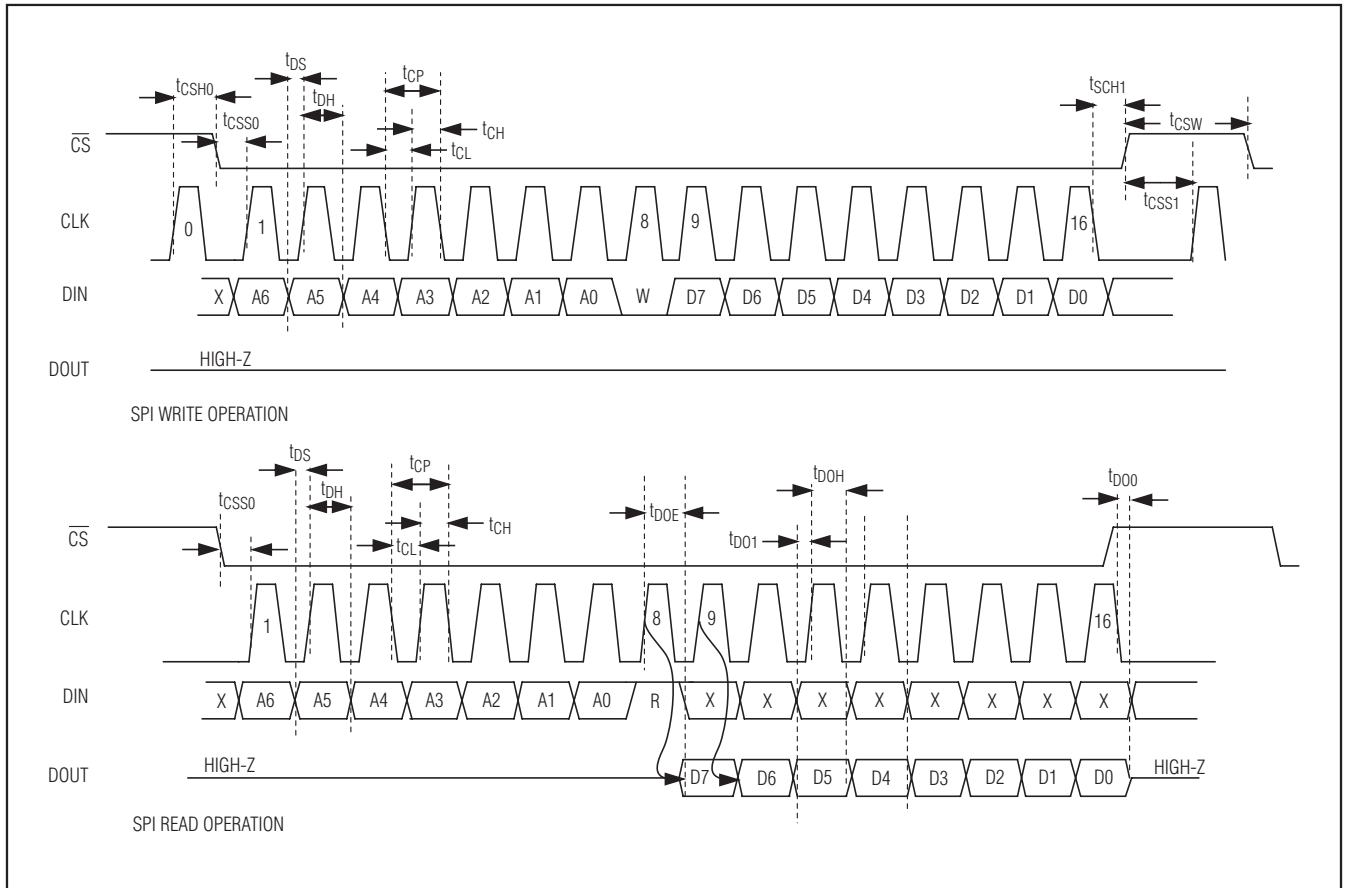 tDS
tCP
tSCH1
tCSH0
tDH
tCSW
tCSS0
tCH
CS
tCL
tCSS1
CLK 0 1 8 9 16
DIN X A6 A5 A4 A3 A2 A1 A0 W D7 D6 D5 D4 D3 D2 D1 D0
HIGH-Z
DOUT
SPI WRITE OPERATION
tDS
tCP
tDOH
tDO0
tCSS0
tDH
tDOE
tCH
CS
tCL
tDO1
CLK 1 8 9 16
DIN X A6 A5 A4 A3 A2 A1 A0 R X X X X X X X X
DOUT HIGH-Z D7 D6 D5 D4 D3 D2 D1 D0 HIGH-Z
SPI READ OPERATION